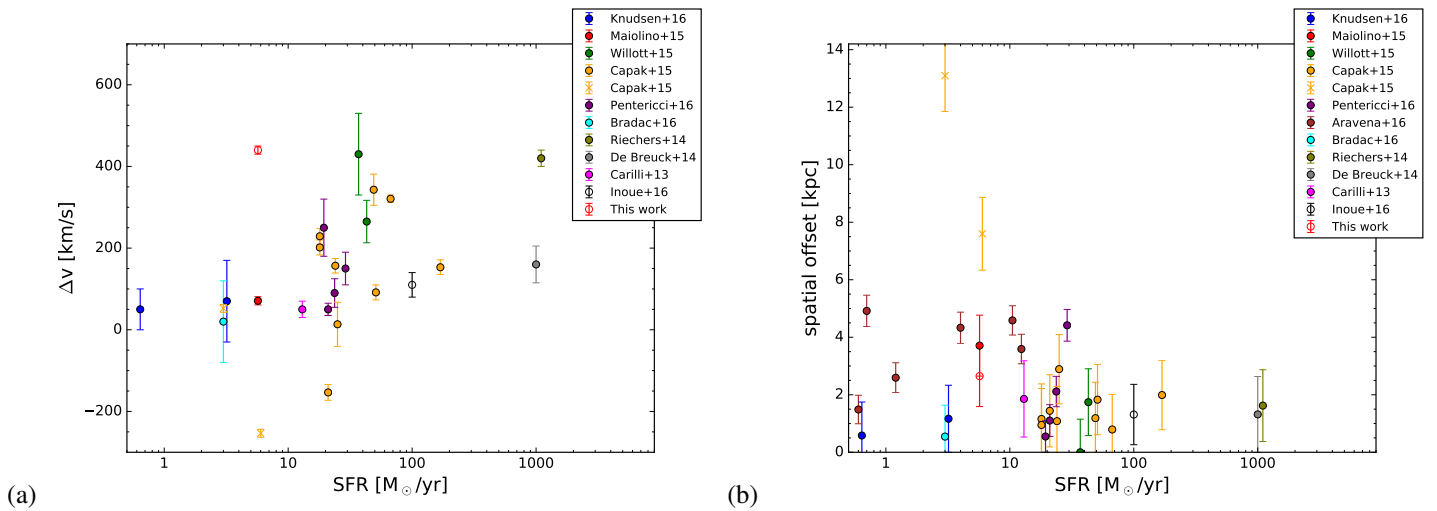 Knudsen+16
Maiolino+15
Willott+15
Capak+15
Capak+15
Pentericci+16
Bradac+16
Riechers+14
De Breuck+14
Carilli+13
Inoue+16
This work
600
400
200
0
−200
Δv [km/s]
1 10 100 1000
SFR [M⊙/yr]
(a)
Knudsen+16
Maiolino+15
Willott+15
Capak+15
Capak+15
Pentericci+16
Aravena+16
Bradac+16
Riechers+14
De Breuck+14
Carilli+13
Inoue+16
This work
14
12
10
8
6
4
2
0
spatial offset [kpc]
1 10 100 1000
SFR [M⊙/yr]
(b)